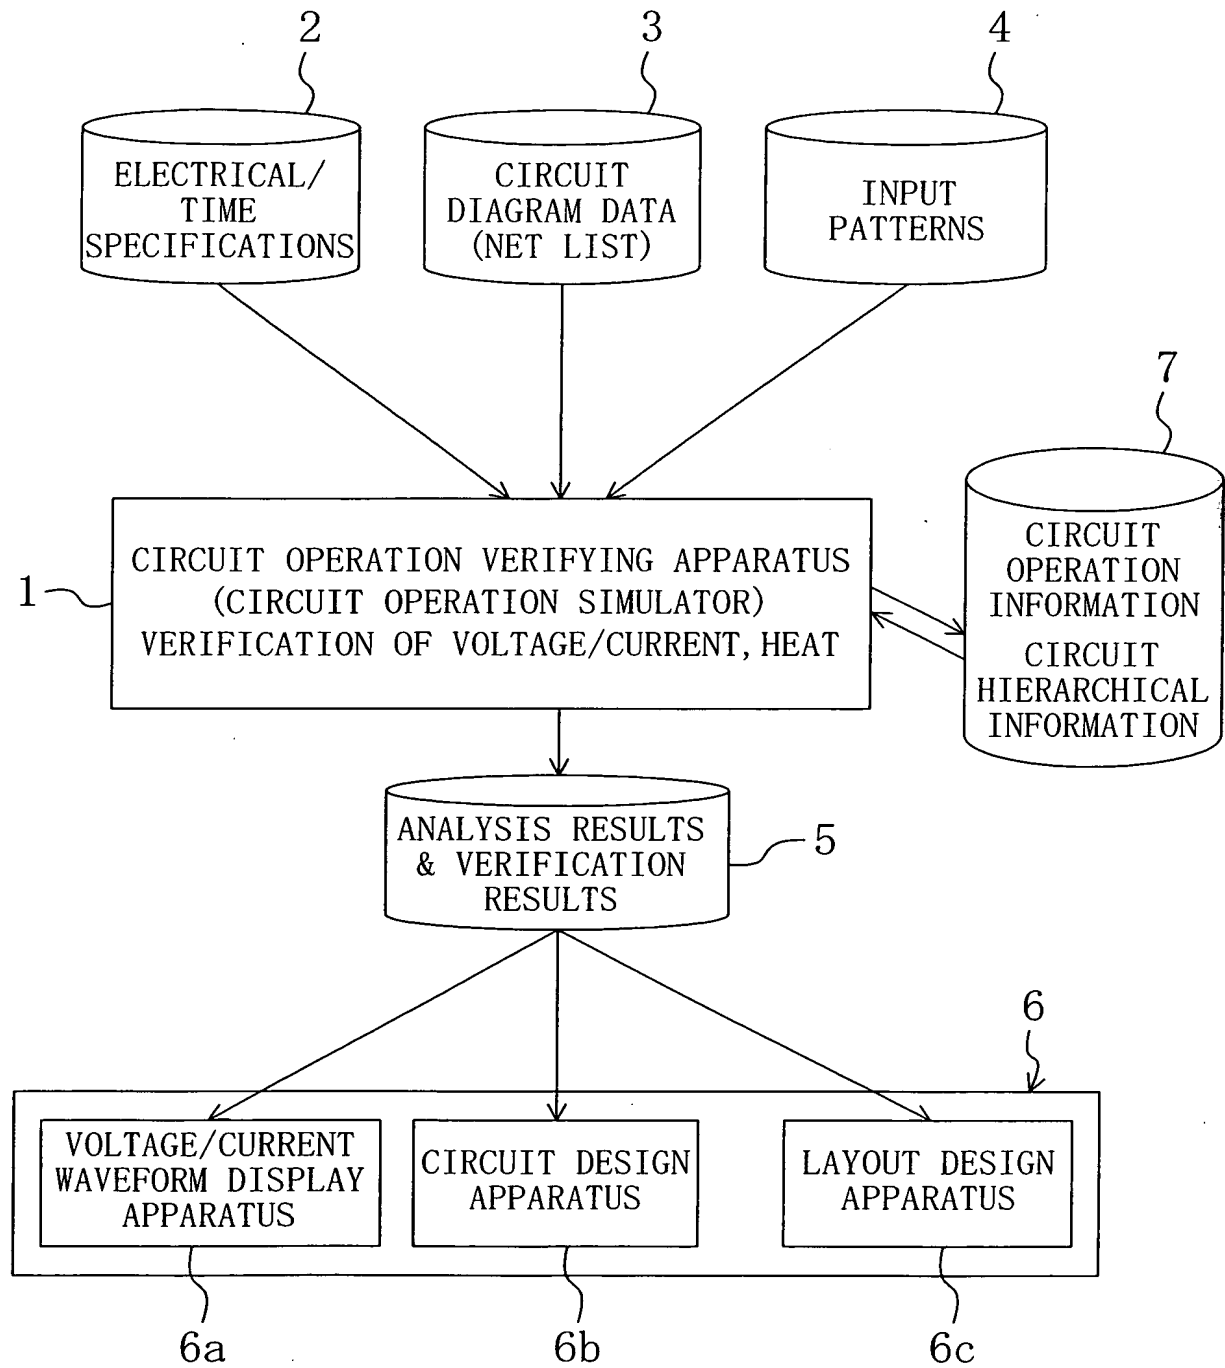 2
3
4
ELECTRICAL/
TIME
SPECIFICATIONS
CIRCUIT
DIAGRAM DATA
(NET LIST)
INPUT
PATTERNS
7
1
CIRCUIT OPERATION VERIFYING APPARATUS
(CIRCUIT OPERATION SIMULATOR)
VERIFICATION OF VOLTAGE/CURRENT, HEAT
CIRCUIT
OPERATION
INFORMATION
CIRCUIT
HIERARCHICAL
INFORMATION
ANALYSIS RESULTS
& VERIFICATION
RESULTS
5
6
VOLTAGE/CURRENT
WAVEFORM DISPLAY
APPARATUS
CIRCUIT DESIGN
APPARATUS
LAYOUT DESIGN
APPARATUS
6a
6b
6c